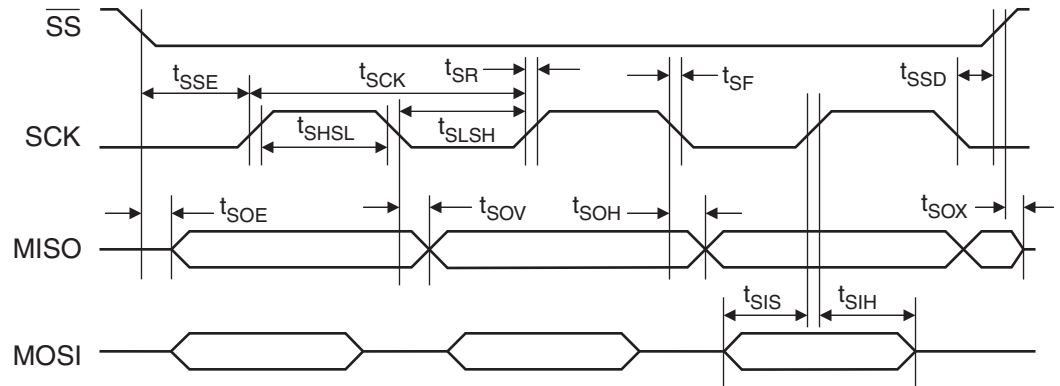 SS
tSSE
tSCK
tSR
tSF
tSSD
SCK
tSHSL
tSLSH
tSOE
tSOV
tSOH
tSOX
MISO
tSIS
tSIH
MOSI